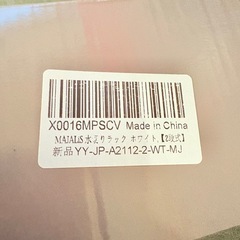 X0016MPSCV Made in China
MAJALiS 水きりラック ホワイト,【2段式】
新品 YY-JP-A2112-2-WT-MJ